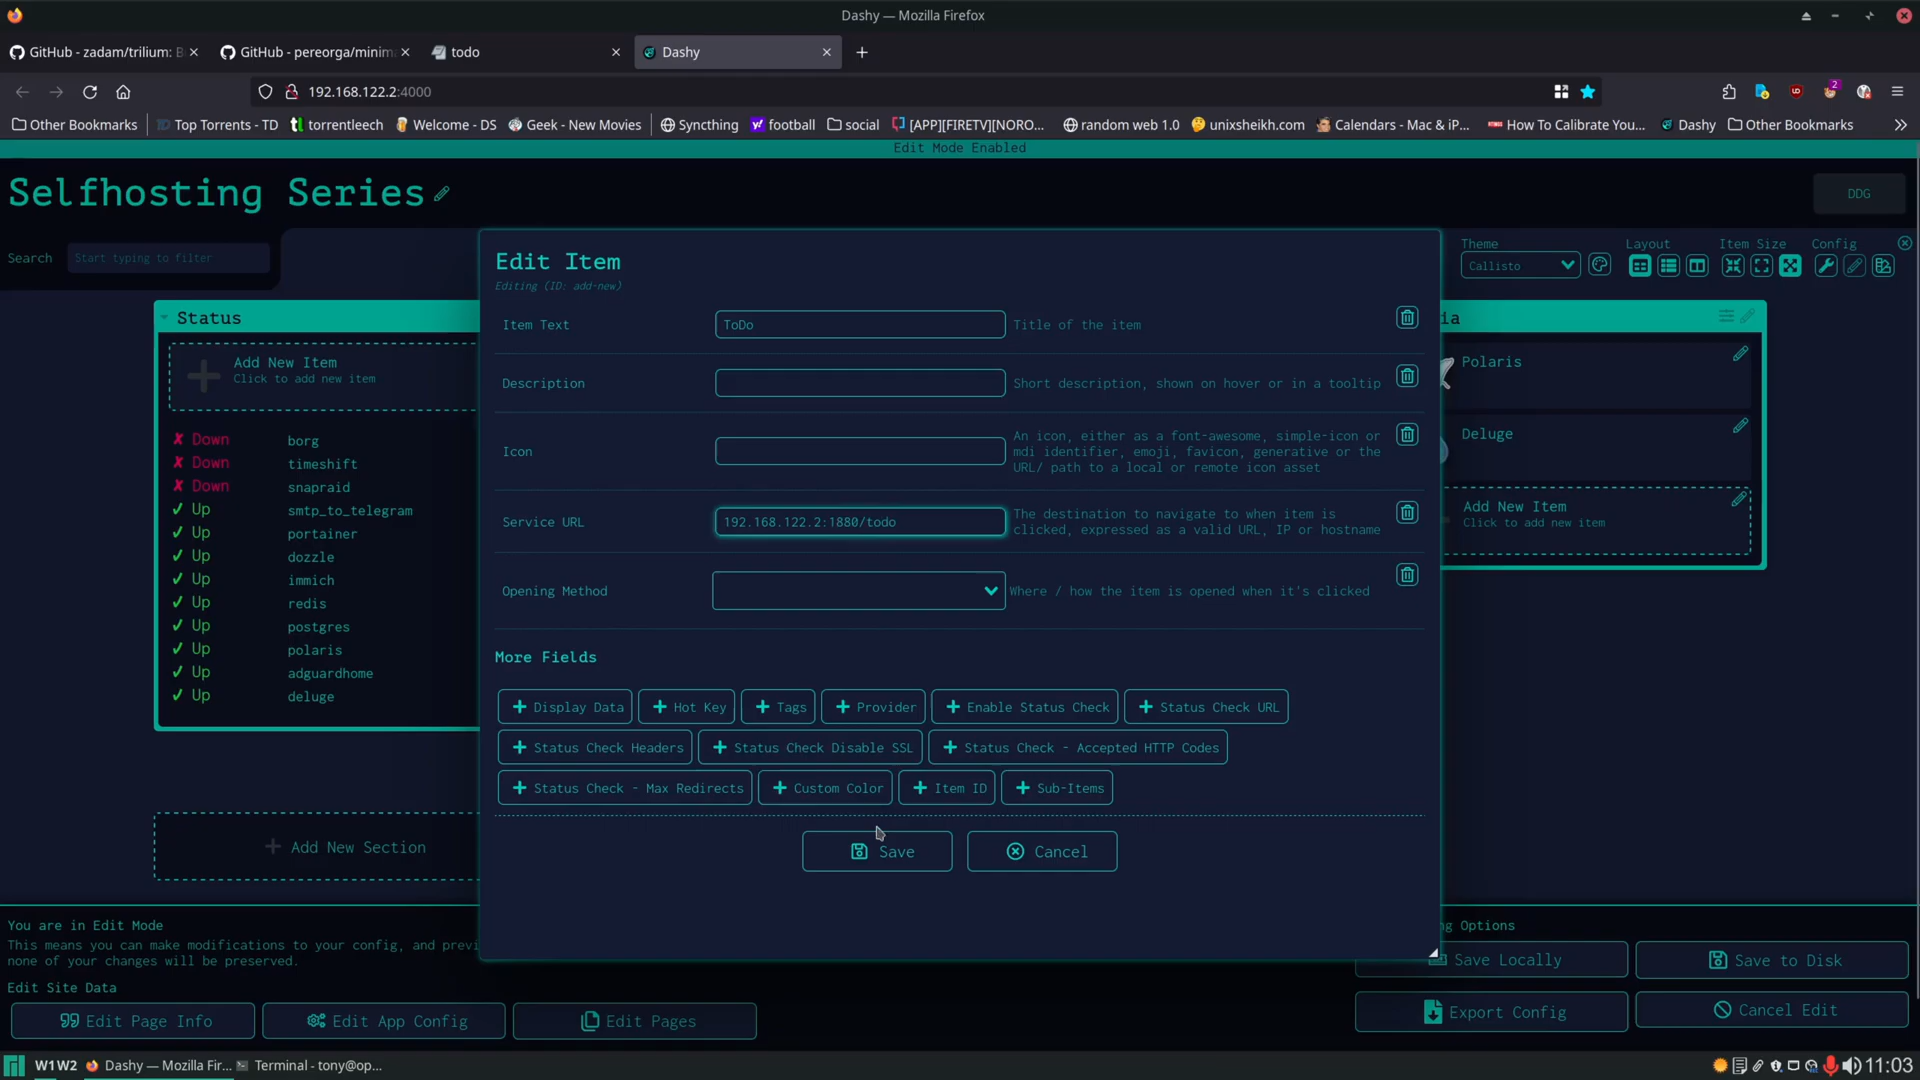 Dashy — Mozilla Firefox
GitHub - zadam/trilium: B
GitHub - pereorga/minim
todo
Dashy
192.168.122.2:4000
Other Bookmarks
Top Torrents - TD
torrentleech
Welcome - DS
Geek - New Movies
Syncthing
football
social
[APP][FIRETV][NORO...
random web 1.0
unixsheikh.com
Calendars - Mac & iP...
How To Calibrate You...
Dashy
Other Bookmarks
Edit Mode Enabled
Selfhosting Series
DDG
Search
Start typing to filter
Theme
Callisto
Layout
Item Size
Config
Status
Add New Item
Click to add new item
✘ Down borg
✘ Down timeshift
✘ Down snapraid
✓ Up smtp_to_telegram
✓ Up portainer
✓ Up dozzle
✓ Up immich
✓ Up redis
✓ Up postgres
✓ Up polaris
✓ Up adguardhome
✓ Up deluge
Add New Section
Edit Item
Editing (ID: add-new)
Item Text
ToDo
Title of the item
Description
Short description, shown on hover or in a tooltip
Icon
An icon, either as a font-awesome, simple-icon or
mdi identifier, emoji, favicon, generative or the
URL/ path to a local or remote icon asset
Service URL
192.168.122.2:1880/todo
The destination to navigate to when item is
clicked, expressed as a valid URL, IP or hostname
Opening Method
Where / how the item is opened when it's clicked
More Fields
Display Data
Hot Key
Tags
Provider
Enable Status Check
Status Check URL
Status Check Headers
Status Check Disable SSL
Status Check - Accepted HTTP Codes
Status Check - Max Redirects
Custom Color
Item ID
Sub-Items
Save
Cancel
ia
Polaris
Deluge
Add New Item
Click to add new item
You are in Edit Mode
This means you can make modifications to your config, and previ
none of your changes will be preserved.
Edit Site Data
Edit Page Info
Edit App Config
Edit Pages
ng Options
Save Locally
Save to Disk
Export Config
Cancel Edit
W1W2
Dashy — Mozilla Fir...
Terminal - tony@op...
2
11:03